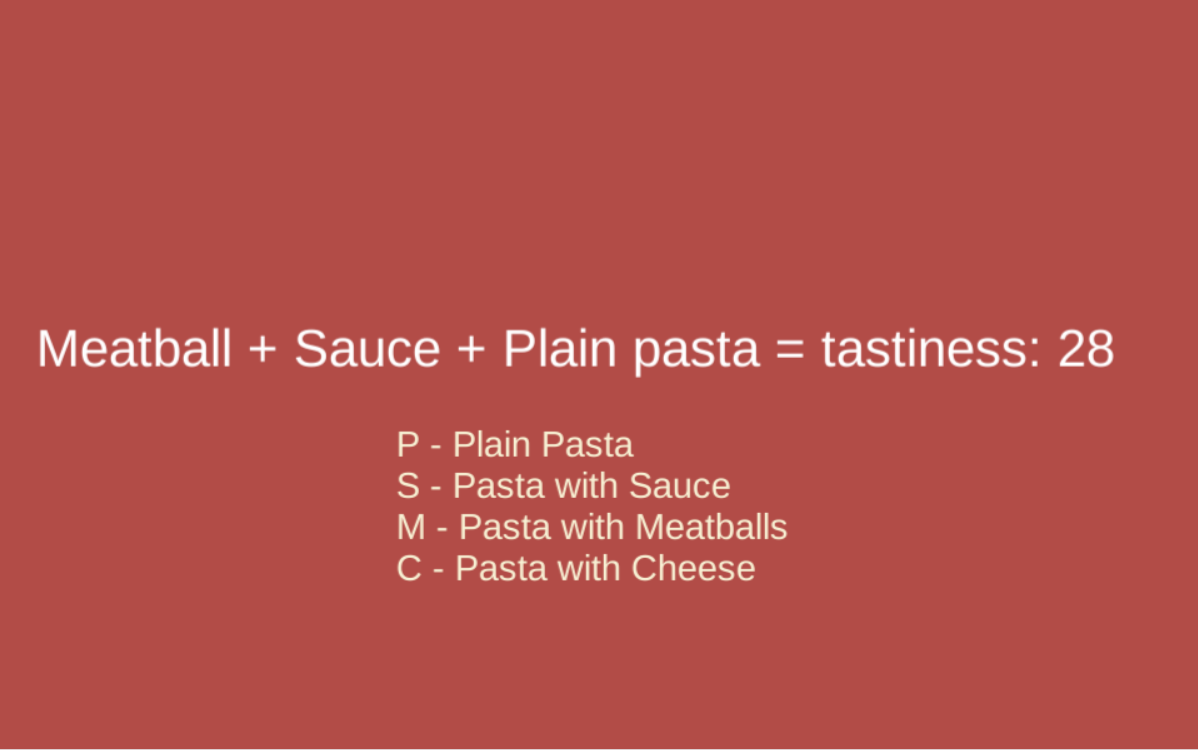 Meatball + Sauce + Plain pasta = tastiness: 28
P - Plain Pasta
S - Pasta with Sauce
M - Pasta with Meatballs
C - Pasta with Cheese